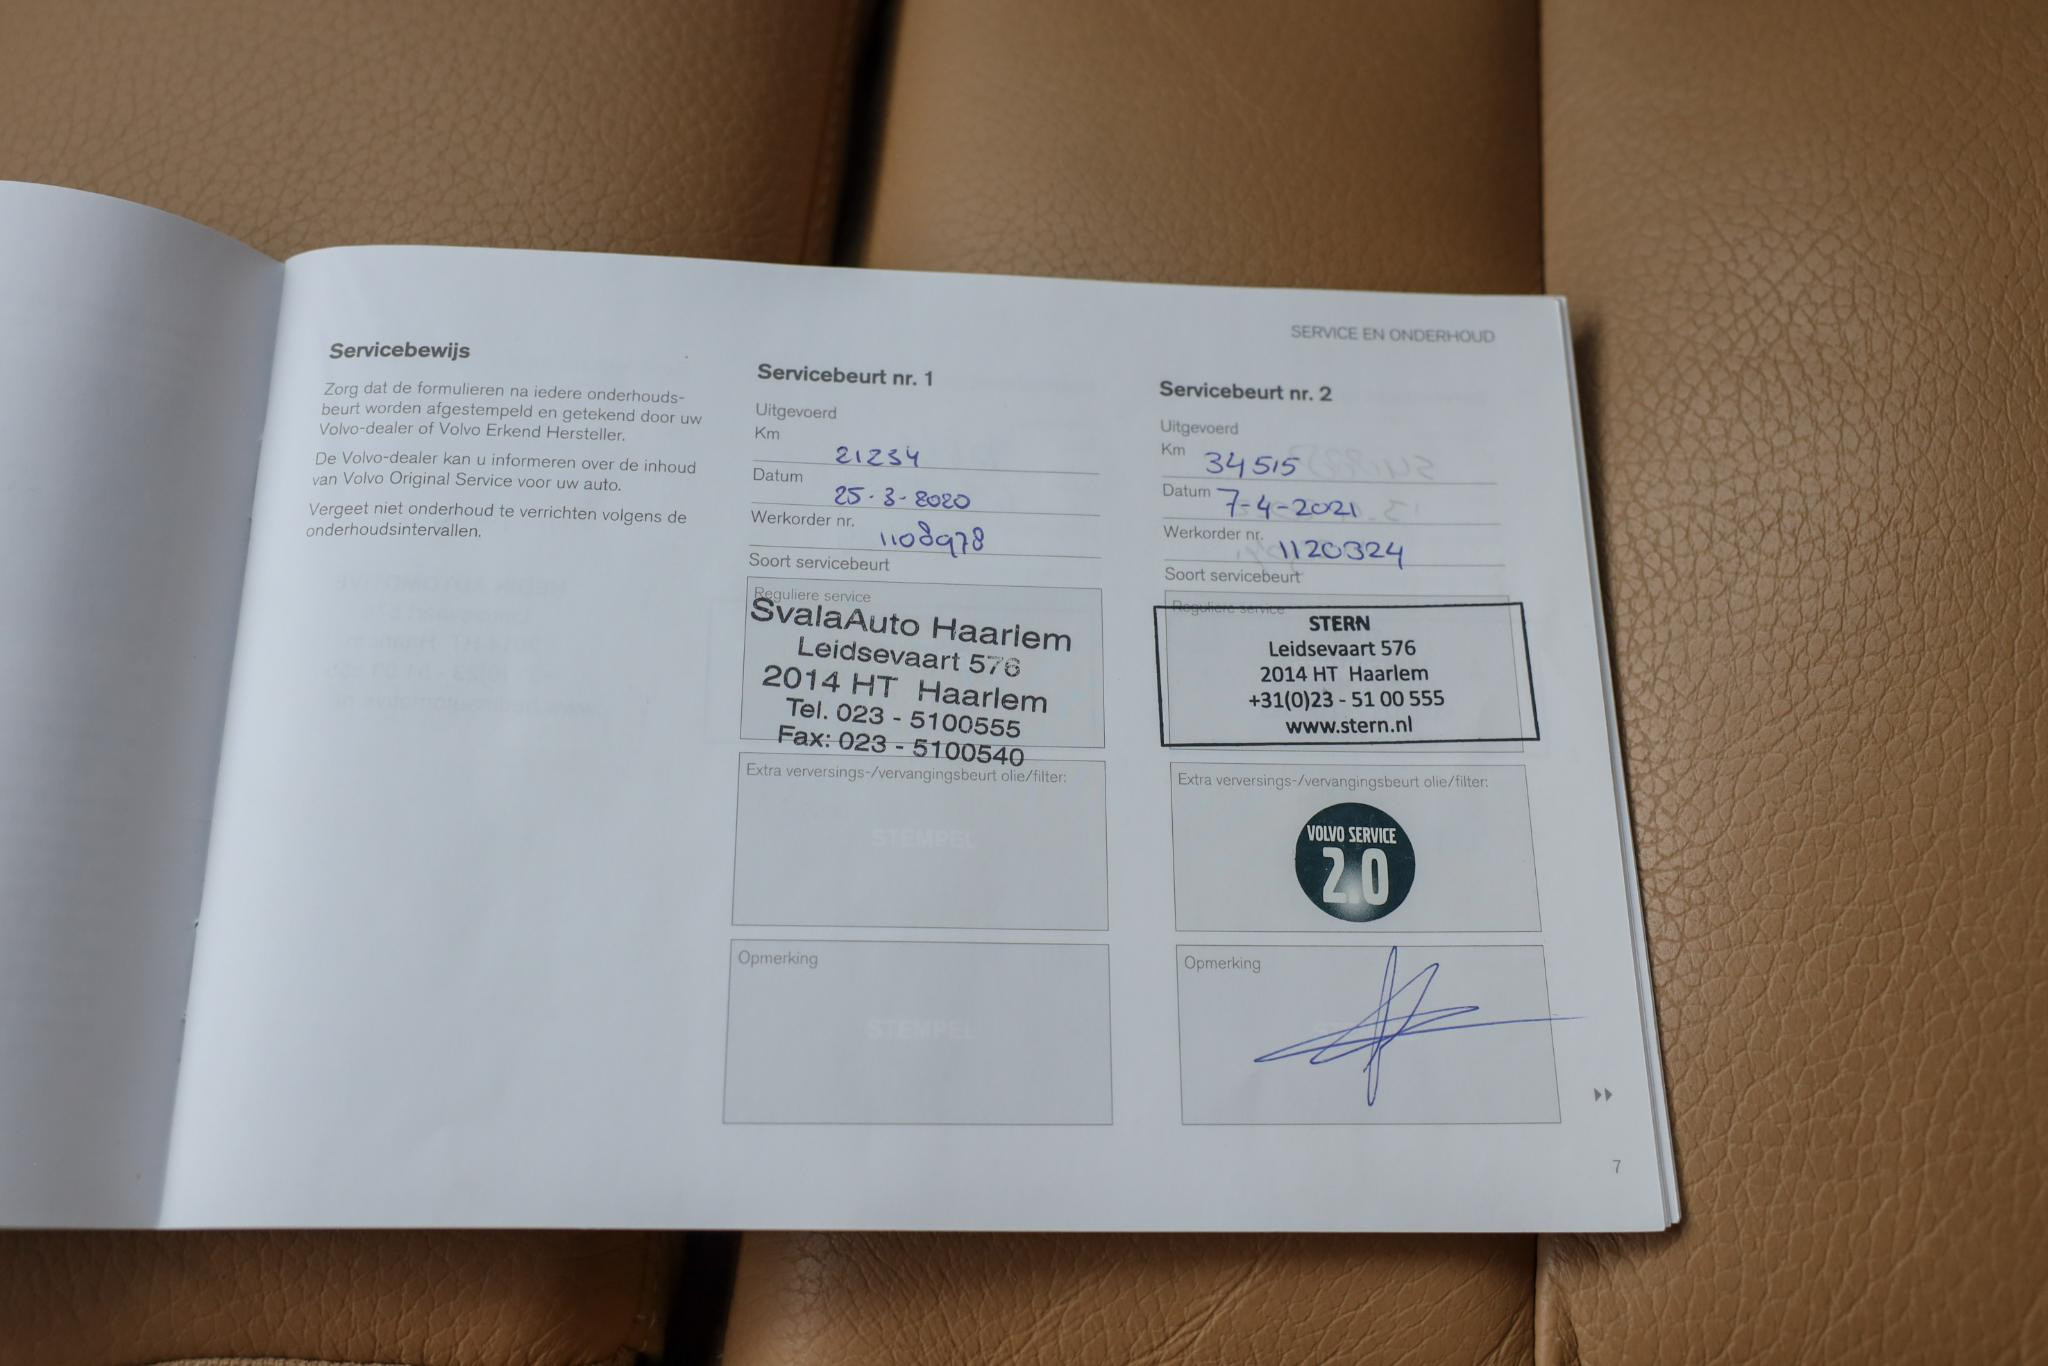 SERVICE EN ONDERHOUD
Servicebewijs
Zorg dat de formulieren na iedere onderhouds-
beurt worden afgestempeld en getekend door uw
Volvo-dealer of Volvo Erkend Hersteller.
De Volvo-dealer kan u informeren over de inhoud
van Volvo Original Service voor uw auto.
Vergeet niet onderhoud te verrichten volgens de
onderhoudsintervallen.
Servicebeurt nr. 1
Uitgevoerd
Km 21234
Datum 25-3-2020
Werkorder nr. 1108978
Soort servicebeurt
Reguliere service
SvalaAuto Haarlem
Leidsevaart 576
2014 HT Haarlem
Tel. 023 - 5100555
Fax: 023 - 5100540
Extra verversings-/vervangingsbeurt olie/filter:
STEMPEL
Opmerking
STEMPEL
Servicebeurt nr. 2
Uitgevoerd
Km 34515
Datum 7-4-2021
Werkorder nr. 1120324
Soort servicebeurt
Reguliere service
STERN
Leidsevaart 576
2014 HT Haarlem
+31(0)23 - 51 00 555
www.stern.nl
Extra verversings-/vervangingsbeurt olie/filter:
VOLVO SERVICE
2.0
Opmerking
7